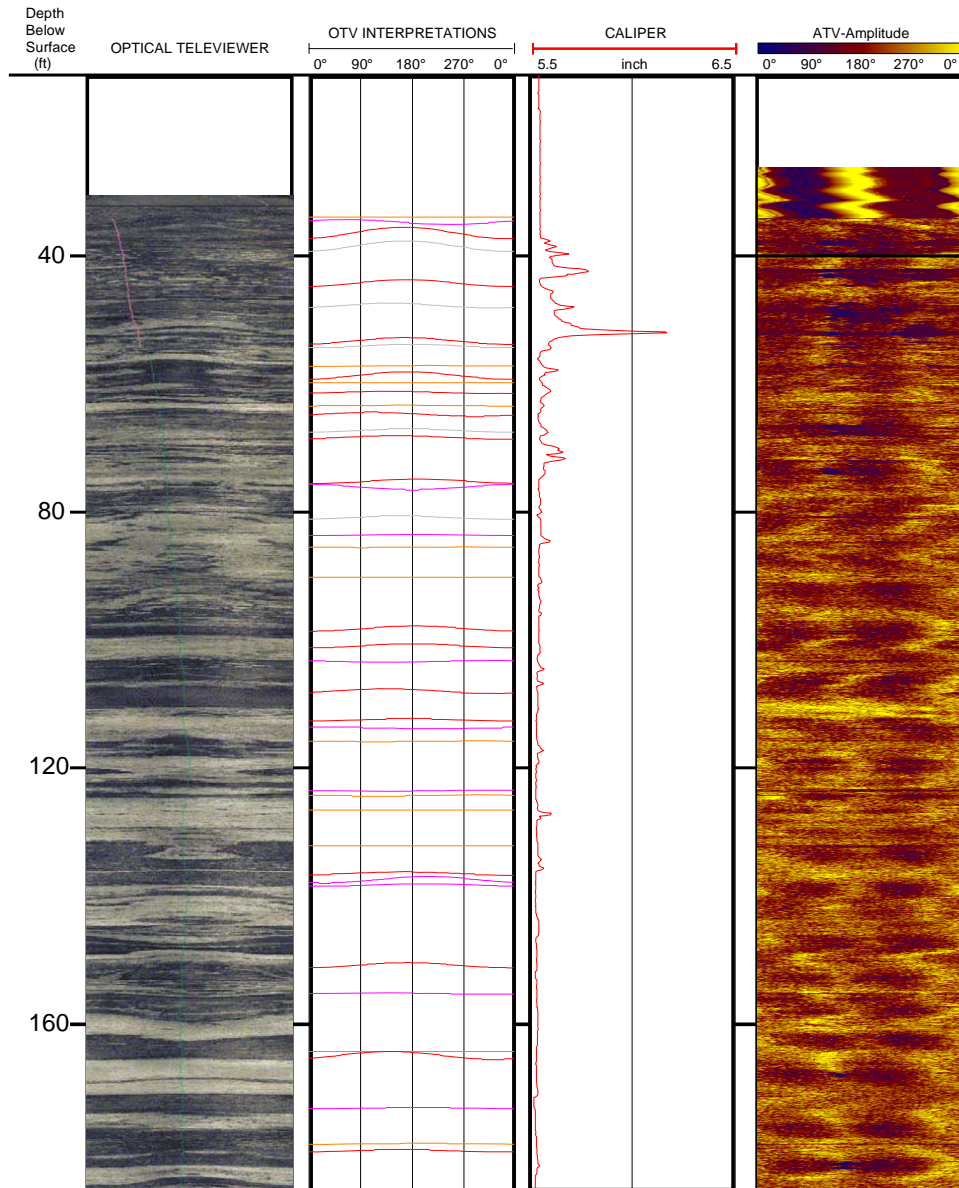 Depth
Below
Surface
(ft)
OPTICAL TELEVIEWER
OTV INTERPRETATIONS
0° 90° 180° 270° 0°
CALIPER
5.5 inch 6.5
ATV-Amplitude
0° 90° 180° 270° 0°
40
80
120
160